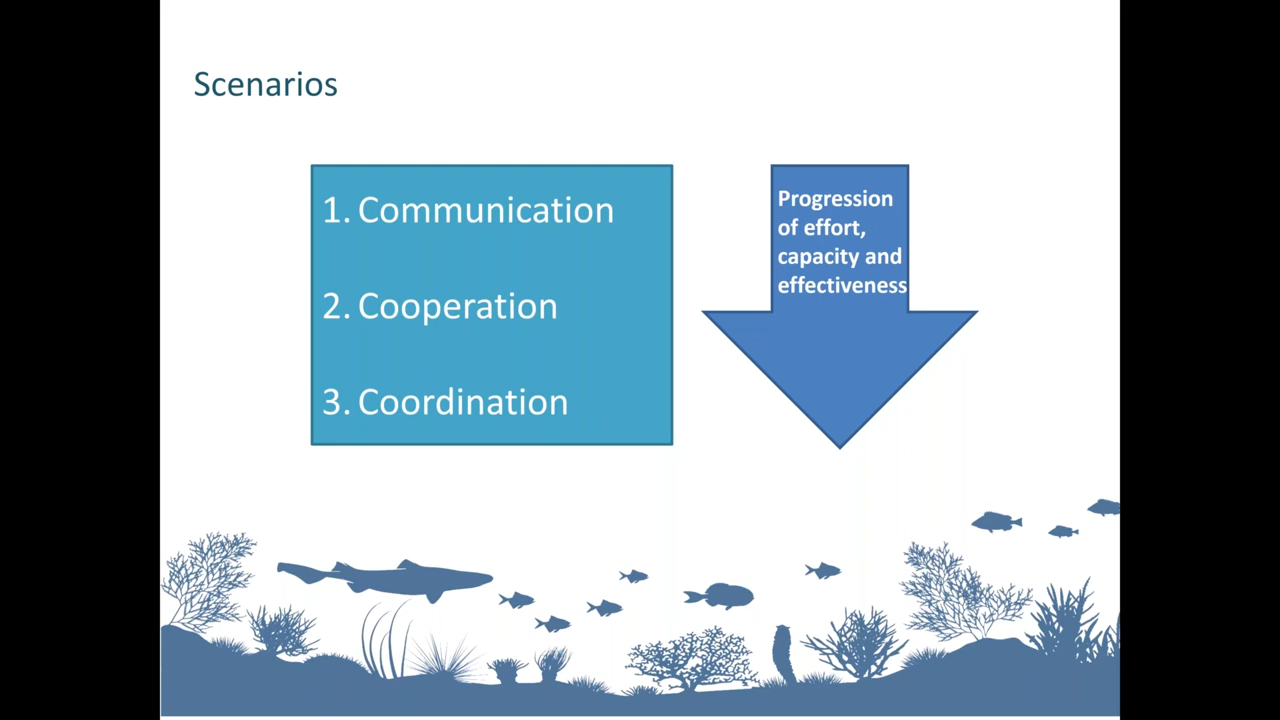 Scenarios
1. Communication
2. Cooperation
3. Coordination
Progression
of effort,
capacity and
effectiveness